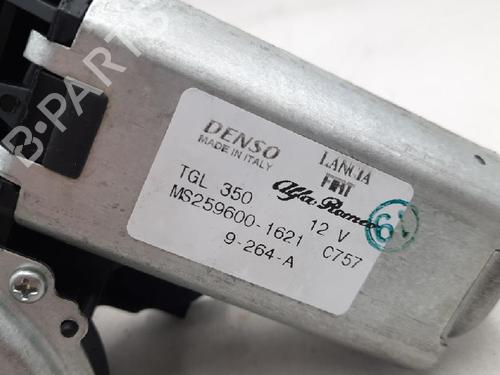 B-PARTS
DENSO
MADE IN ITALY
LANCIA
FIAT
Alfa Romeo
TGL 350
MS259600-1621
12 V
9-264-A
C757